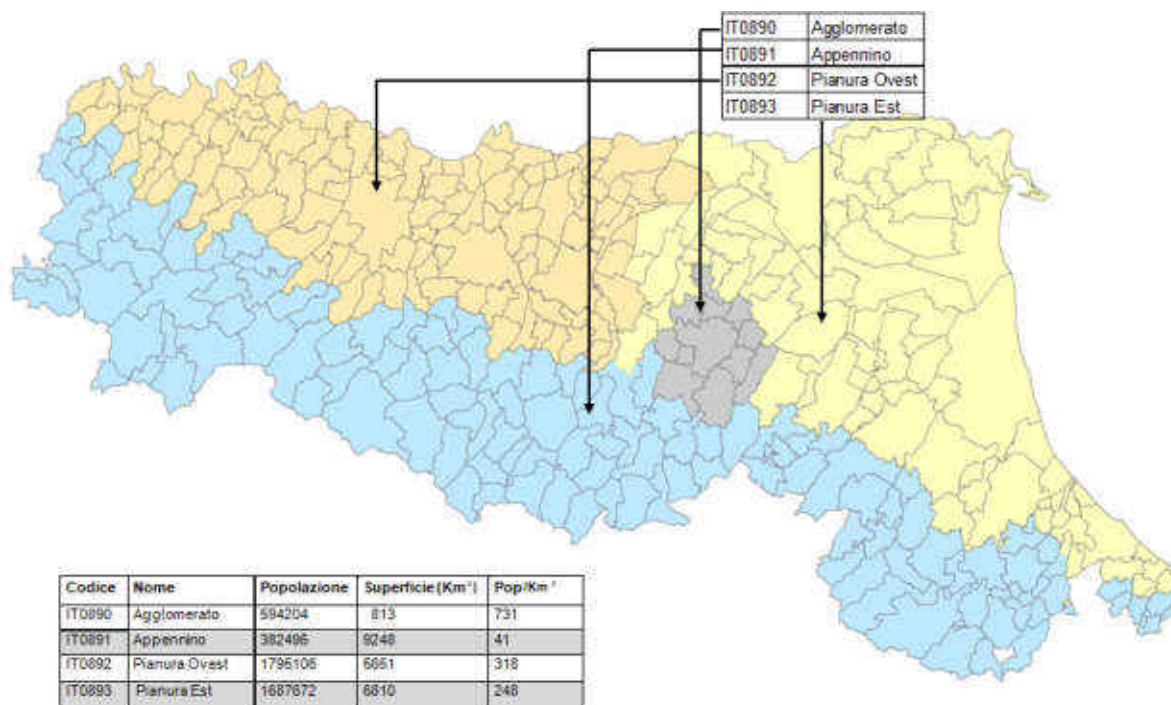 IT0890 Agglomerato
IT0891 Appennino
IT0892 Pianura Ovest
IT0893 Pianura Est
Codice Nome Popolazione Superficie (Km²) Pop/Km²
IT0890 Agglomerato 594204 813 731
IT0891 Appennino 382496 9248 41
IT0892 Pianura Ovest 1795106 5651 318
IT0893 Pianura Est 1687672 6810 248